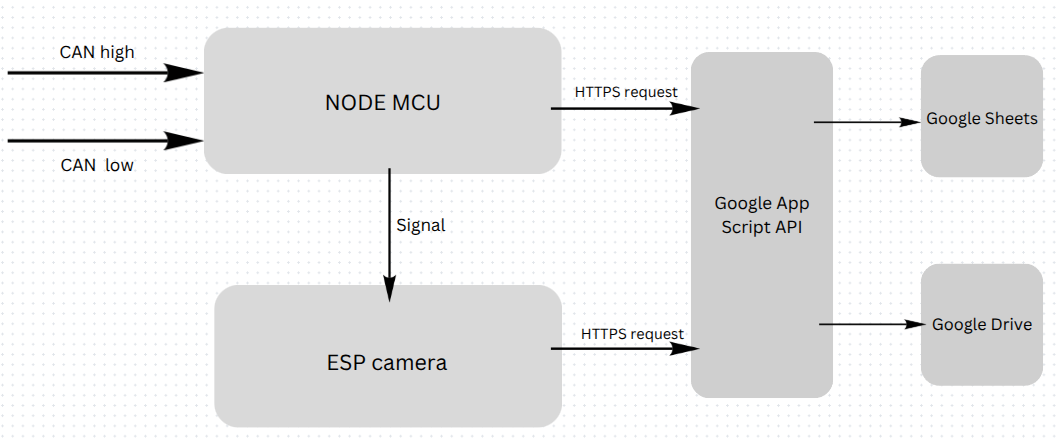 CAN high
NODE MCU
HTTPS request
Google Sheets
CAN low
Google App
Script API
Signal
HTTPS request
Google Drive
ESP camera